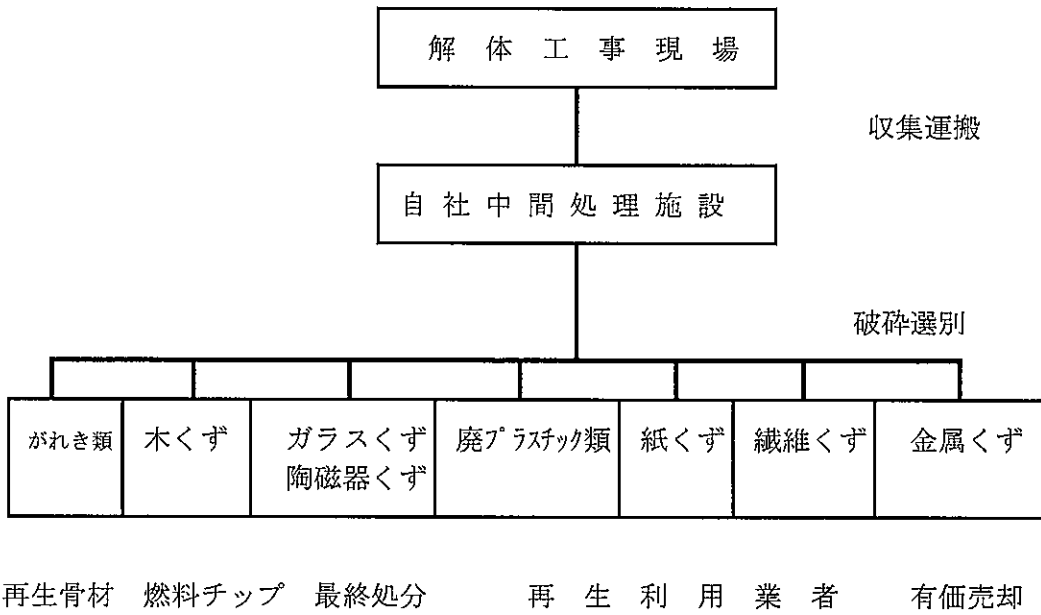 解体工事現場
収集運搬
自社中間処理施設
破砕選別
がれき類 木くず ガラスくず 廃プラスチック類 紙くず 繊維くず 金属くず
陶磁器くず
再生骨材 燃料チップ 最終処分 再生利用業者 有価売却